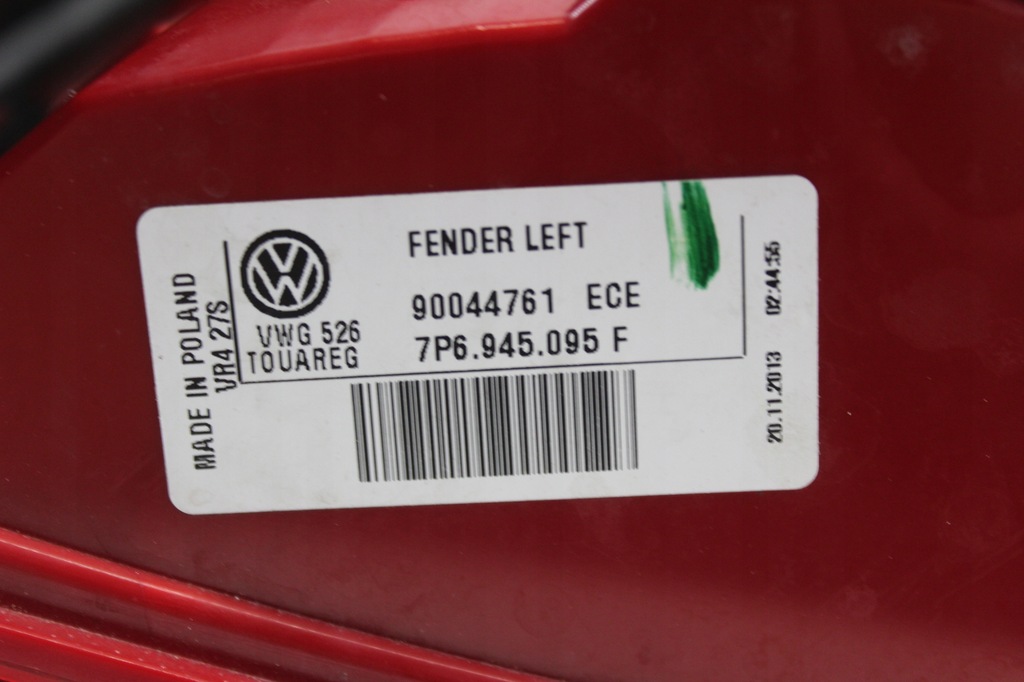 FENDER LEFT
90044761 ECE
7P6.945.095 F
VWG 526
TOUAREG
MADE IN POLAND
VR4 27S
20.11.2013 02:44:55